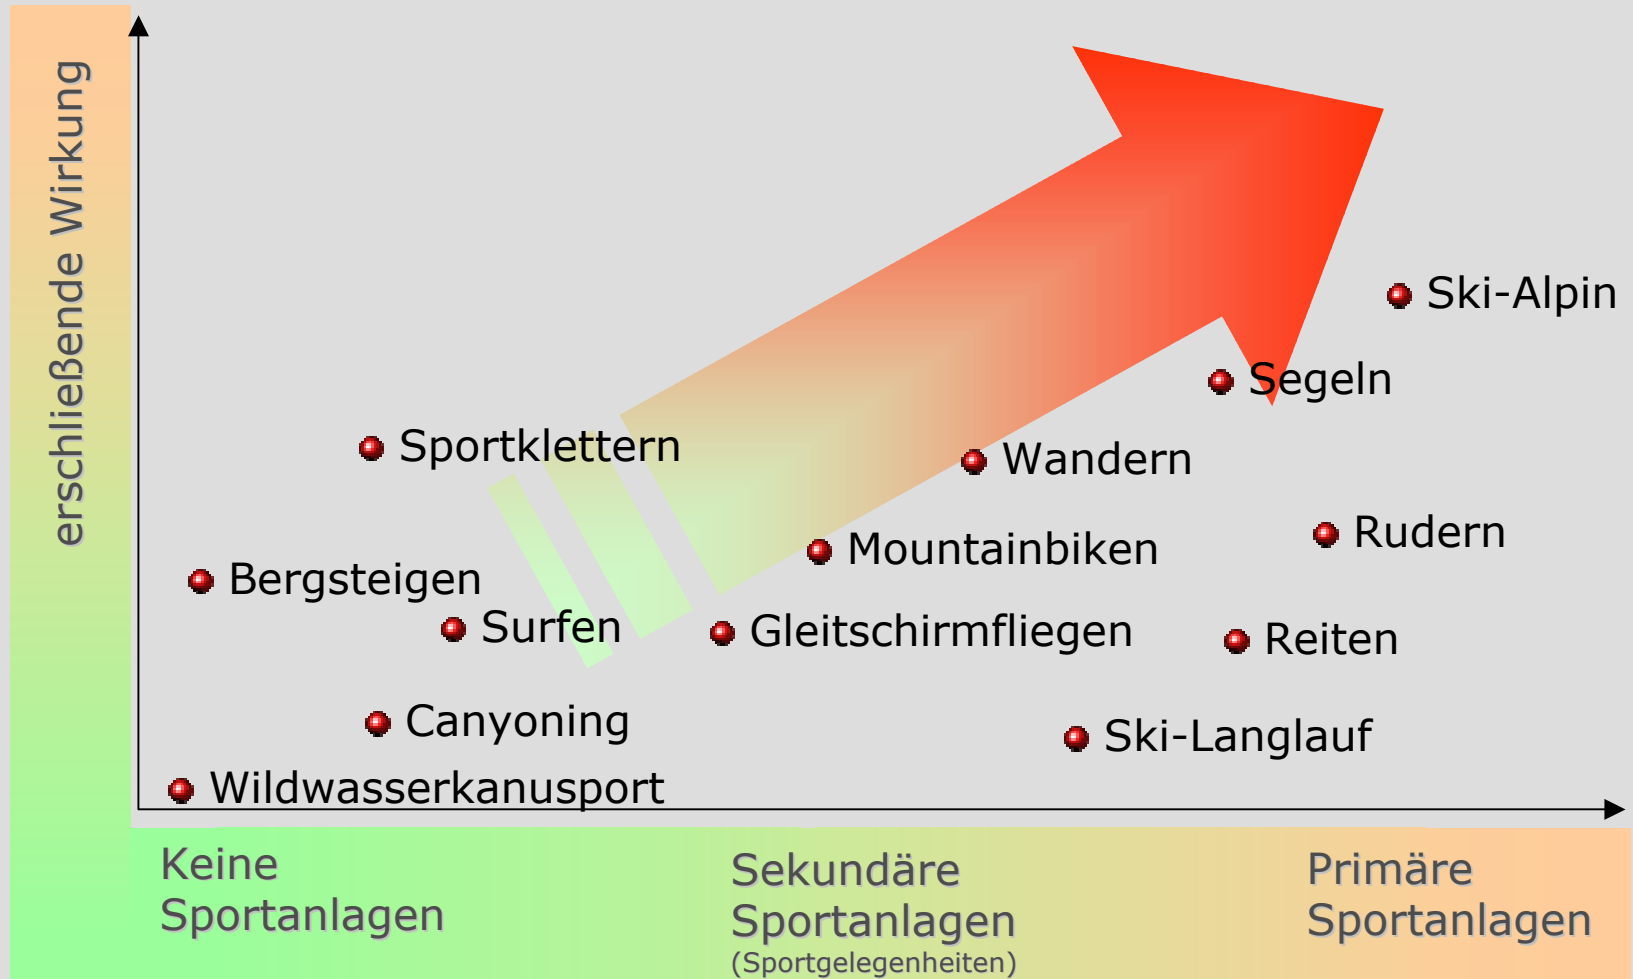 erschließende Wirkung
Ski-Alpin
Segeln
Sportklettern
Wandern
Rudern
Mountainbiken
Bergsteigen
Surfen
Gleitschirmfliegen
Reiten
Canyoning
Ski-Langlauf
Wildwasserkanusport
Keine
Sportanlagen
Sekundäre
Sportanlagen
(Sportgelegenheiten)
Primäre
Sportanlagen